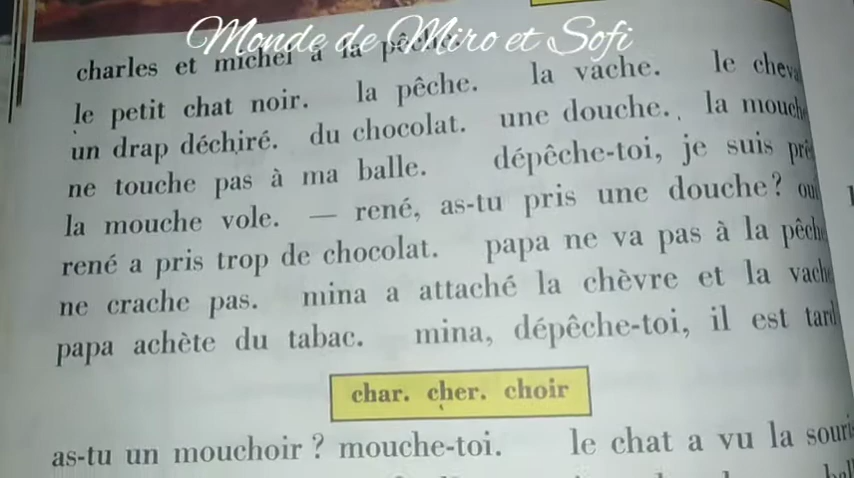 Monde de Miro et Sofi
charles et michel à la pêche.
le petit chat noir. la pêche. la vache. le
un drap déchiré. du chocolat. une douche. la
ne touche pas à ma balle. dépêche-toi, je suis
la mouche vole. — rené, as-tu pris une douche?
rené a pris trop de chocolat. papa ne va pas à la
ne crache pas. mina a attaché la chèvre et la
papa achète du tabac. mina, dépêche-toi, il est
char. cher. choir
as-tu un mouchoir ? mouche-toi. le chat a vu la